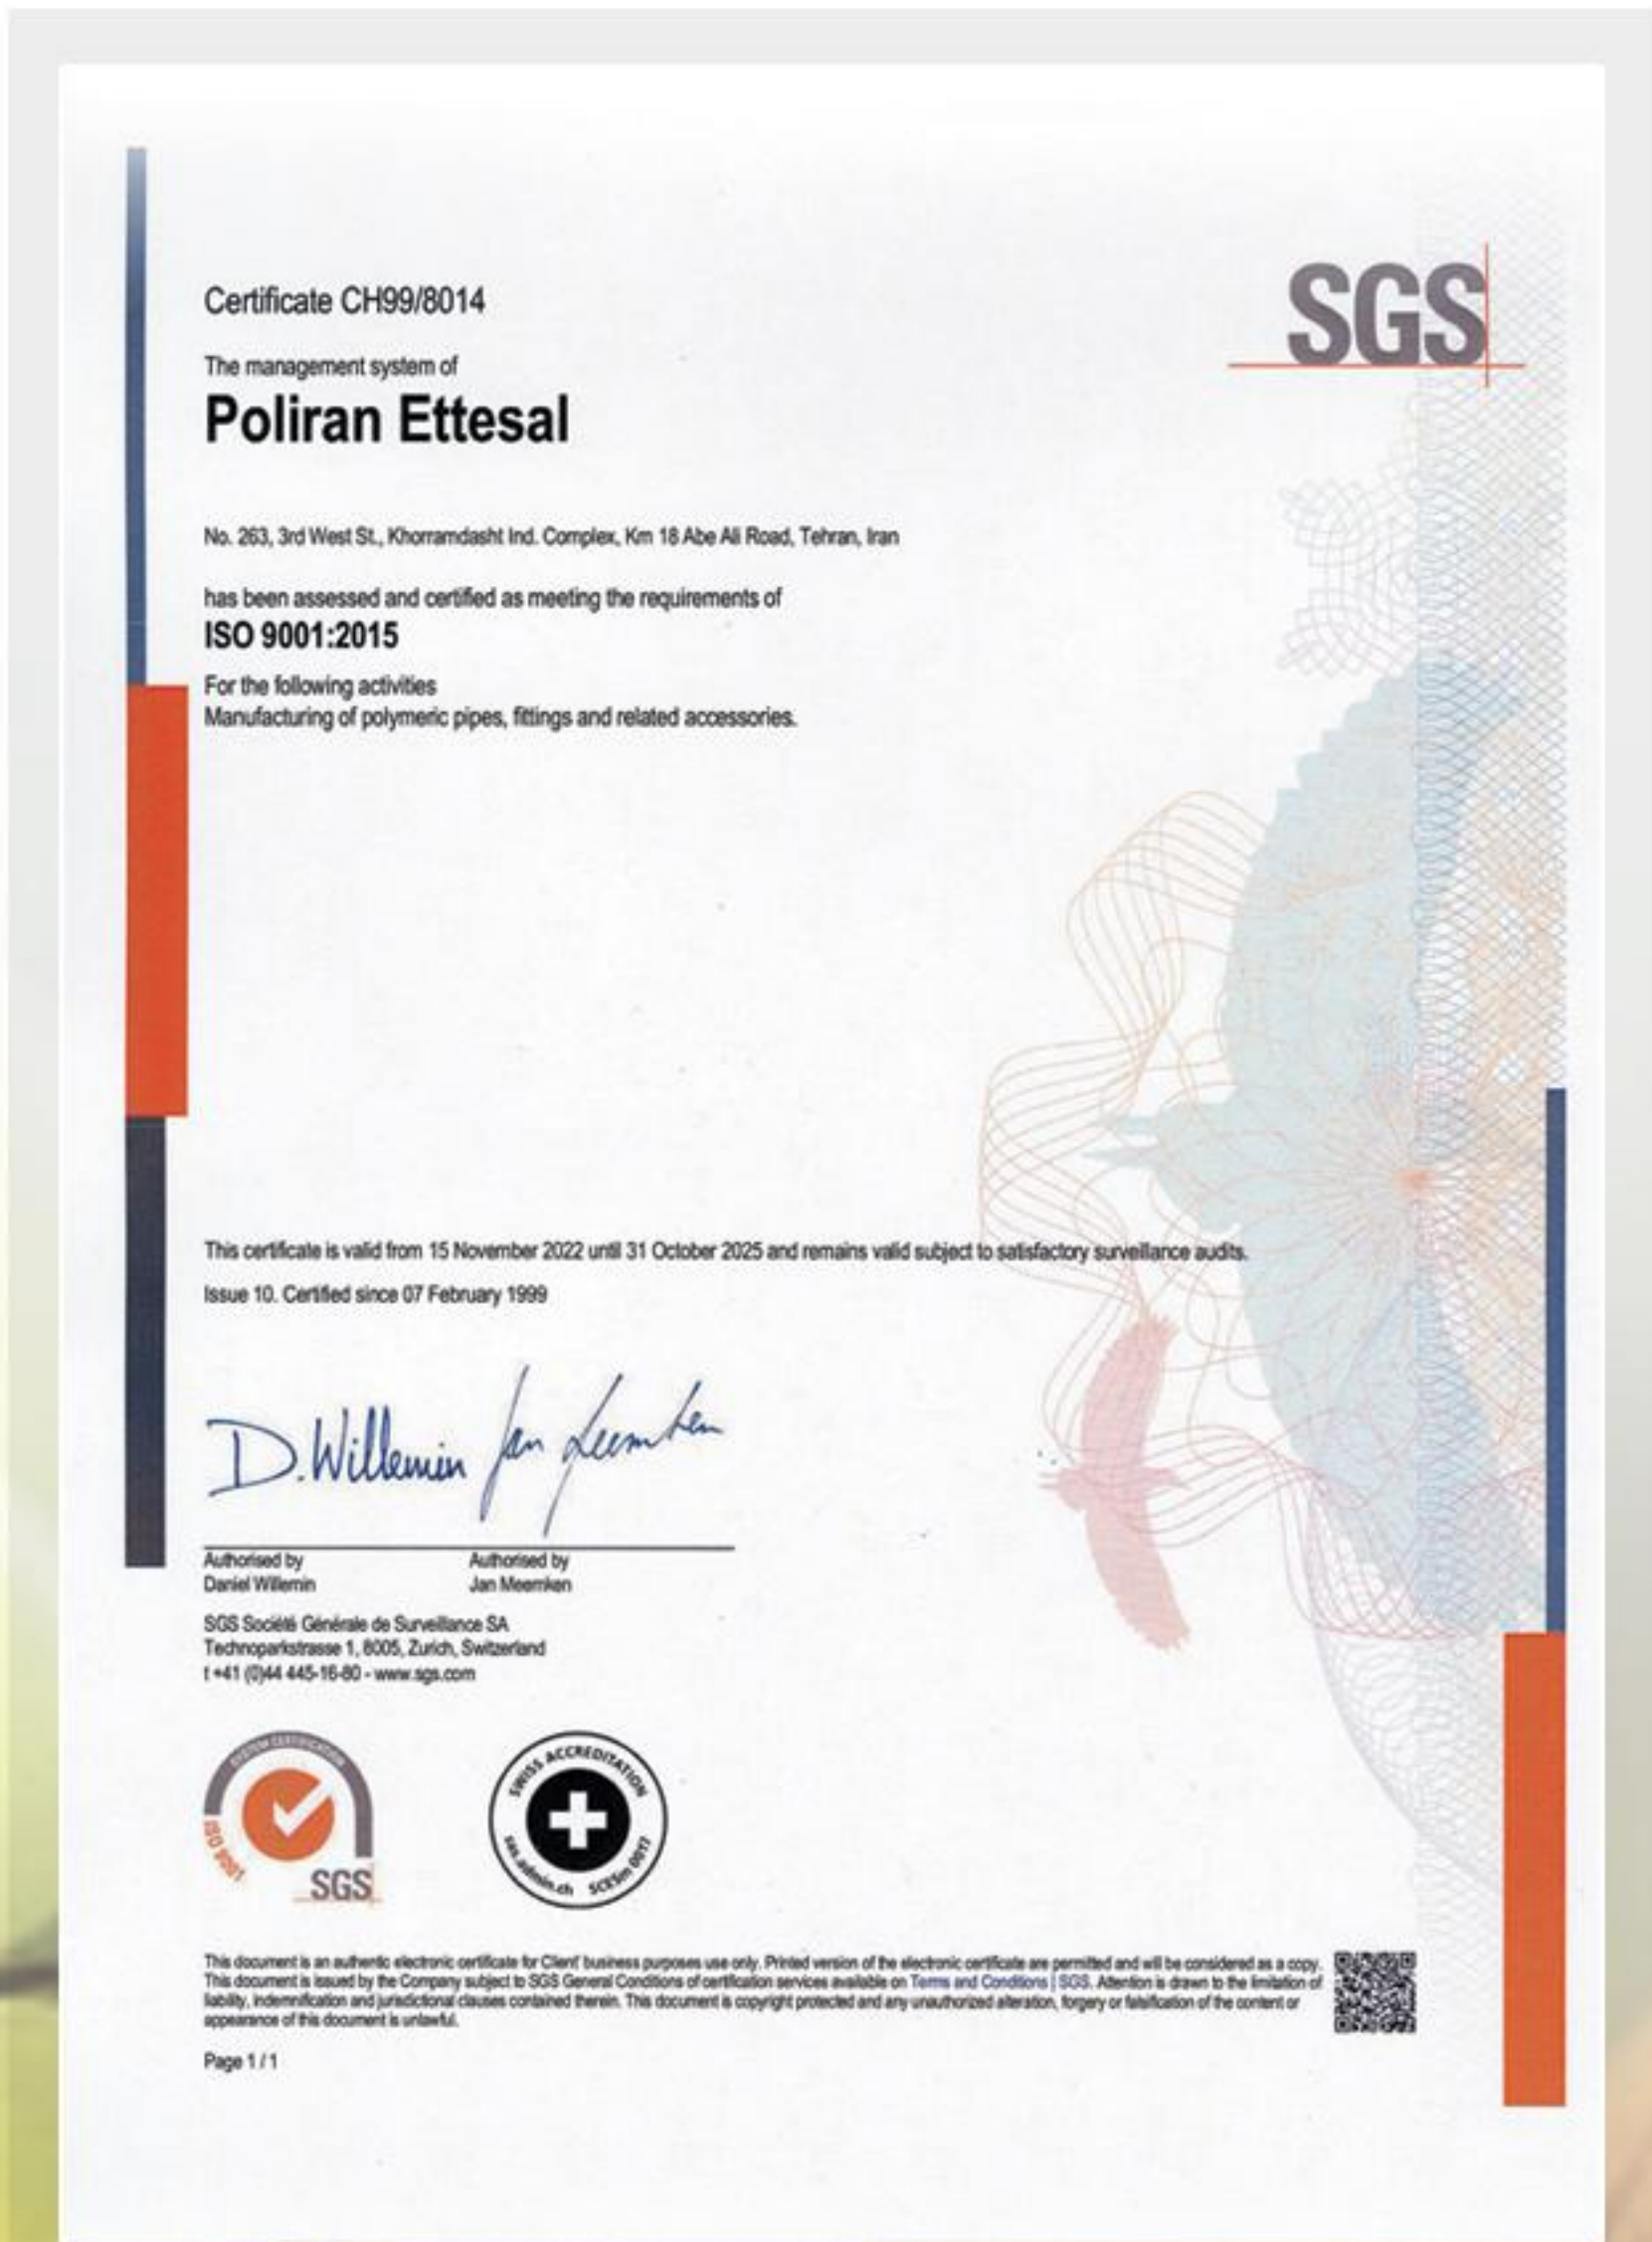 SGS
Certificate CH99/8014
The management system of
Poliran Ettesal
No. 263, 3rd West St., Khorramdasht Ind. Complex, Km 18 Abe Ali Road, Tehran, Iran
has been assessed and certified as meeting the requirements of
ISO 9001:2015
For the following activities
Manufacturing of polymeric pipes, fittings and related accessories.
This certificate is valid from 15 November 2022 until 31 October 2025 and remains valid subject to satisfactory surveillance audits.
Issue 10. Certified since 07 February 1999
D. Willemin Jan Meemken
Authorised by Authorised by
Daniel Willemin Jan Meemken
SGS Société Générale de Surveillance SA
Technoparkstrasse 1, 8005, Zurich, Switzerland
t +41 (0)44 445-16-80 - www.sgs.com
SYSTEM CERTIFICATION
ISO 9001
SGS
SWISS ACCREDITATION
sas.admin.ch SCESm 0017
This document is an authentic electronic certificate for Client' business purposes use only. Printed version of the electronic certificate are permitted and will be considered as a copy.
This document is issued by the Company subject to SGS General Conditions of certification services available on Terms and Conditions | SGS. Attention is drawn to the limitation of
liability, indemnification and jurisdictional clauses contained therein. This document is copyright protected and any unauthorized alteration, forgery or falsification of the content or
appearance of this document is unlawful.
Page 1 / 1